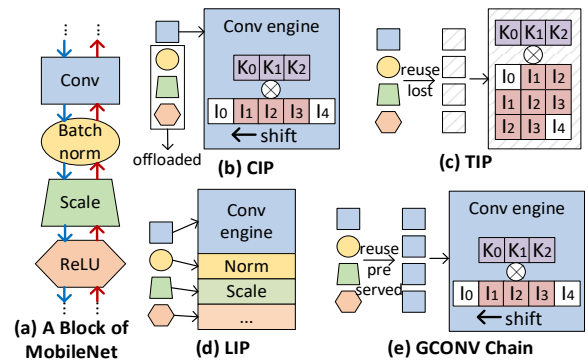 Conv
Batch
norm
Scale
ReLU
(a) A Block of
MobileNet
offloaded
Conv engine
K0 K1 K2
I0 I1 I2 I3 I4
shift
(b) CIP
reuse
lost
K0 K1 K2
I0 I1 I2
I1 I2 I3
I2 I3 I4
(c) TIP
Conv
engine
Norm
Scale
...
(d) LIP
reuse
pre
served
Conv engine
K0 K1 K2
I0 I1 I2 I3 I4
shift
(e) GCONV Chain